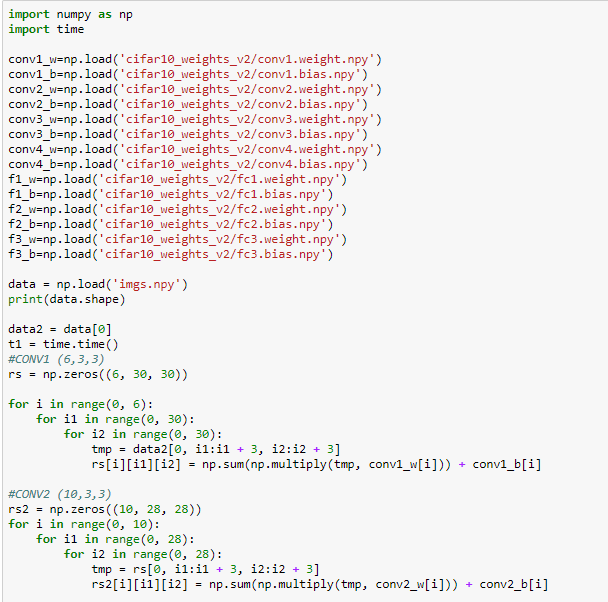 import numpy as np
import time

conv1_w=np.load('cifar10_weights_v2/conv1.weight.npy')
conv1_b=np.load('cifar10_weights_v2/conv1.bias.npy')
conv2_w=np.load('cifar10_weights_v2/conv2.weight.npy')
conv2_b=np.load('cifar10_weights_v2/conv2.bias.npy')
conv3_w=np.load('cifar10_weights_v2/conv3.weight.npy')
conv3_b=np.load('cifar10_weights_v2/conv3.bias.npy')
conv4_w=np.load('cifar10_weights_v2/conv4.weight.npy')
conv4_b=np.load('cifar10_weights_v2/conv4.bias.npy')
f1_w=np.load('cifar10_weights_v2/fc1.weight.npy')
f1_b=np.load('cifar10_weights_v2/fc1.bias.npy')
f2_w=np.load('cifar10_weights_v2/fc2.weight.npy')
f2_b=np.load('cifar10_weights_v2/fc2.bias.npy')
f3_w=np.load('cifar10_weights_v2/fc3.weight.npy')
f3_b=np.load('cifar10_weights_v2/fc3.bias.npy')

data = np.load('imgs.npy')
print(data.shape)

data2 = data[0]
t1 = time.time()
#CONV1 (6,3,3)
rs = np.zeros((6, 30, 30))

for i in range(0, 6):
    for i1 in range(0, 30):
        for i2 in range(0, 30):
            tmp = data2[0, i1:i1 + 3, i2:i2 + 3]
            rs[i][i1][i2] = np.sum(np.multiply(tmp, conv1_w[i])) + conv1_b[i]

#CONV2 (10,3,3)
rs2 = np.zeros((10, 28, 28))
for i in range(0, 10):
    for i1 in range(0, 28):
        for i2 in range(0, 28):
            tmp = rs[0, i1:i1 + 3, i2:i2 + 3]
            rs2[i][i1][i2] = np.sum(np.multiply(tmp, conv2_w[i])) + conv2_b[i]